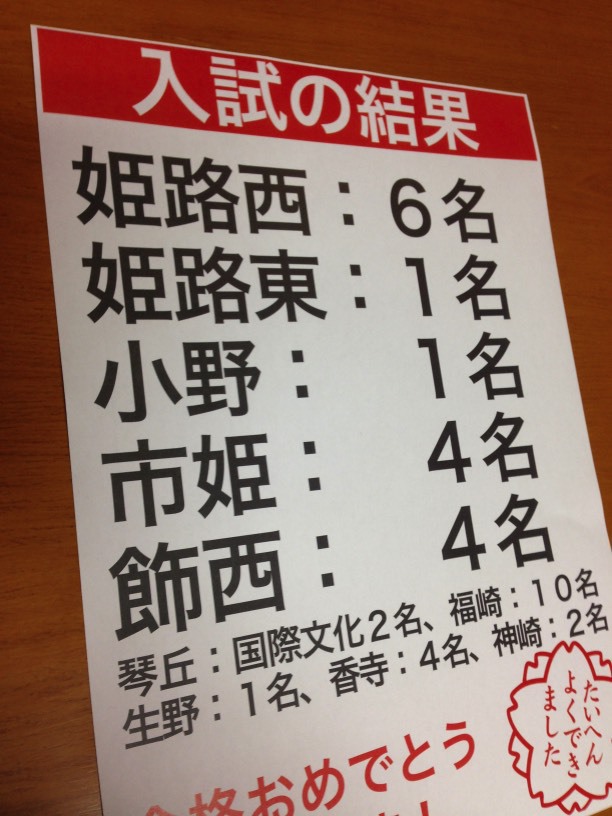 入試の結果
姫路西：６名
姫路東：１名
小野：　１名
市姫：　４名
飾西：　４名
琴丘：国際文化２名、福崎：１０名
生野：１名、香寺：４名、神崎：２名
たいへん
よくでき
ました
合格おめでとう